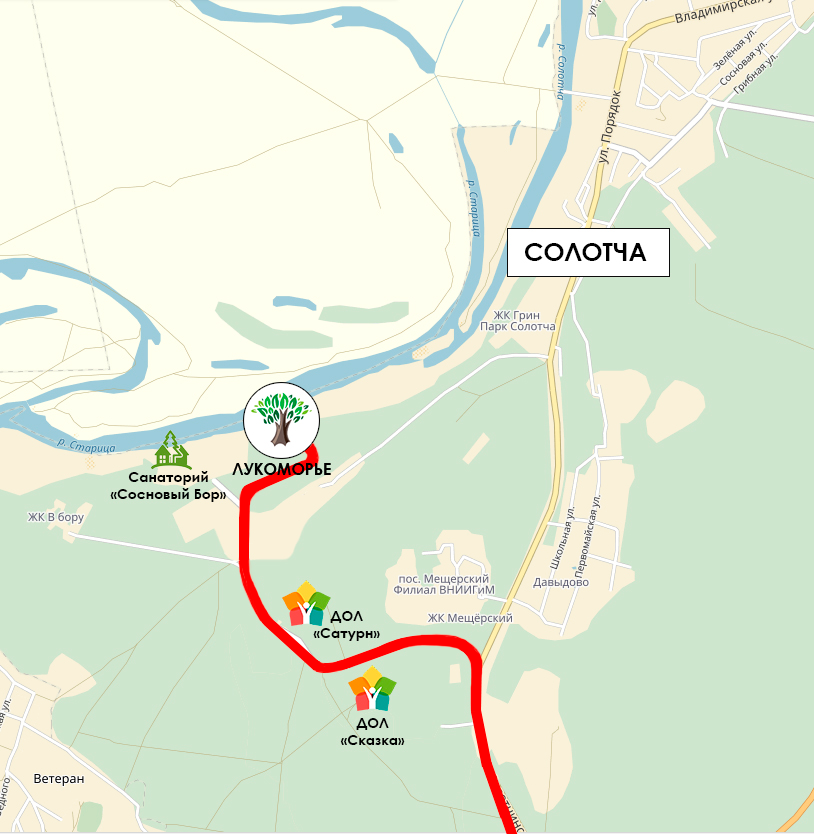 Владимирская ул.
Зелёная ул.
Сосновая ул.
Грибная ул.
р. Солотча
ул. Порядок
р. Старица
СОЛОТЧА
ЖК Грин
Парк Солотча
ЛУКОМОРЬЕ
р. Старица
Санаторий
«Сосновый Бор»
ЖК В бору
Школьная ул.
Первомайская ул.
Давыдово
пос. Мещерский
Филиал ВНИИГиМ
ЖК Мещёрский
ДОЛ
«Сатурн»
ДОЛ
«Сказка»
Ветеран